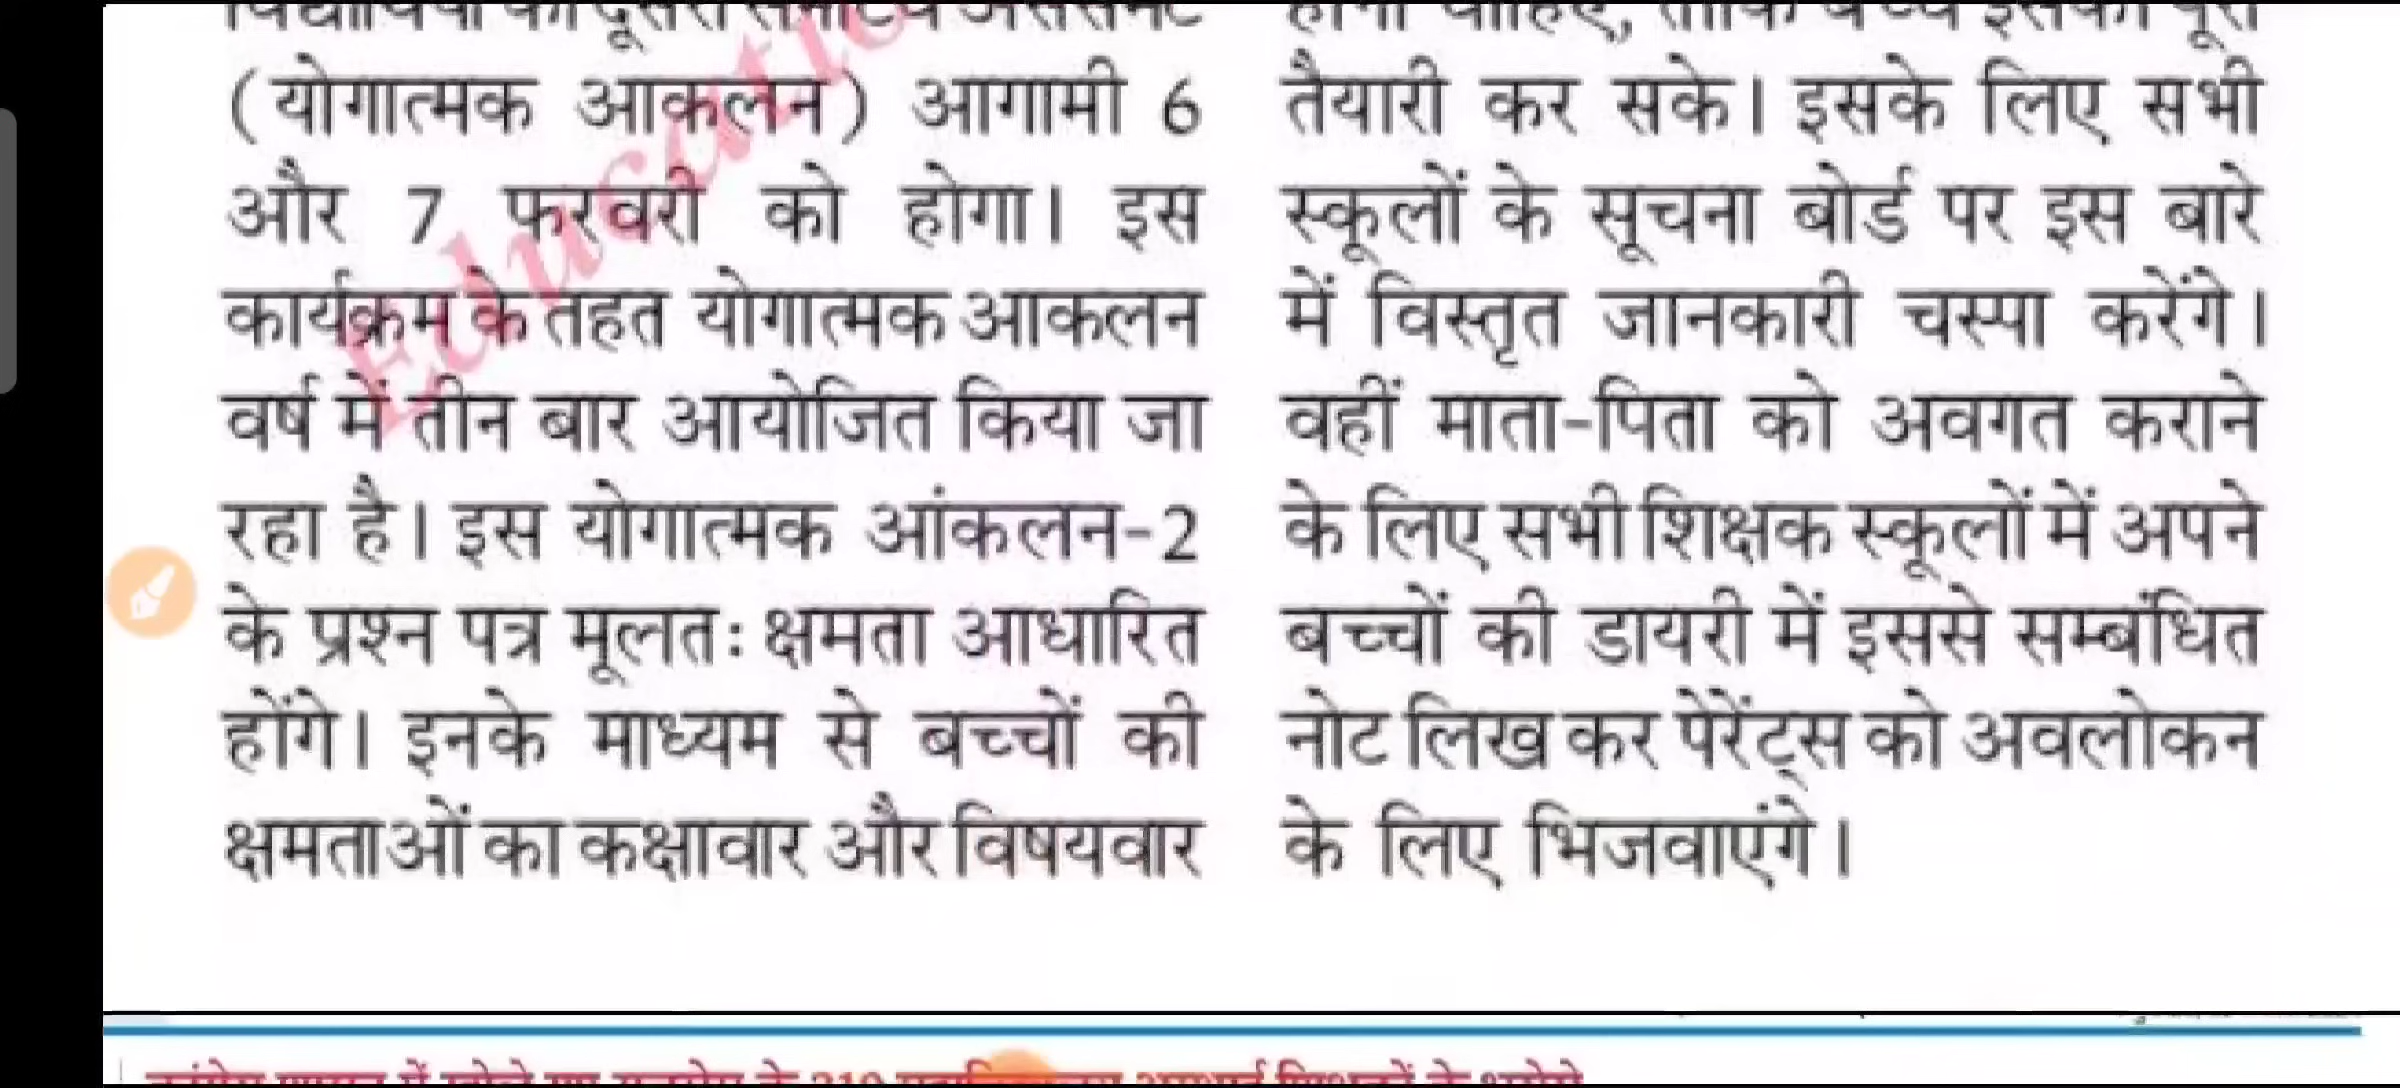 (योगात्मक आकलन) आगामी 6
और 7 फरवरी को होगा। इस
कार्यक्रम के तहत योगात्मक आकलन
वर्ष में तीन बार आयोजित किया जा
रहा है। इस योगात्मक आंकलन-2
के प्रश्न पत्र मूलतः क्षमता आधारित
होंगे। इनके माध्यम से बच्चों की
क्षमताओं का कक्षावार और विषयवार
तैयारी कर सके। इसके लिए सभी
स्कूलों के सूचना बोर्ड पर इस बारे
में विस्तृत जानकारी चस्पा करेंगे।
वहीं माता-पिता को अवगत कराने
के लिए सभी शिक्षक स्कूलों में अपने
बच्चों की डायरी में इससे सम्बंधित
नोट लिख कर पेरेंट्स को अवलोकन
के लिए भिजवाएंगे।